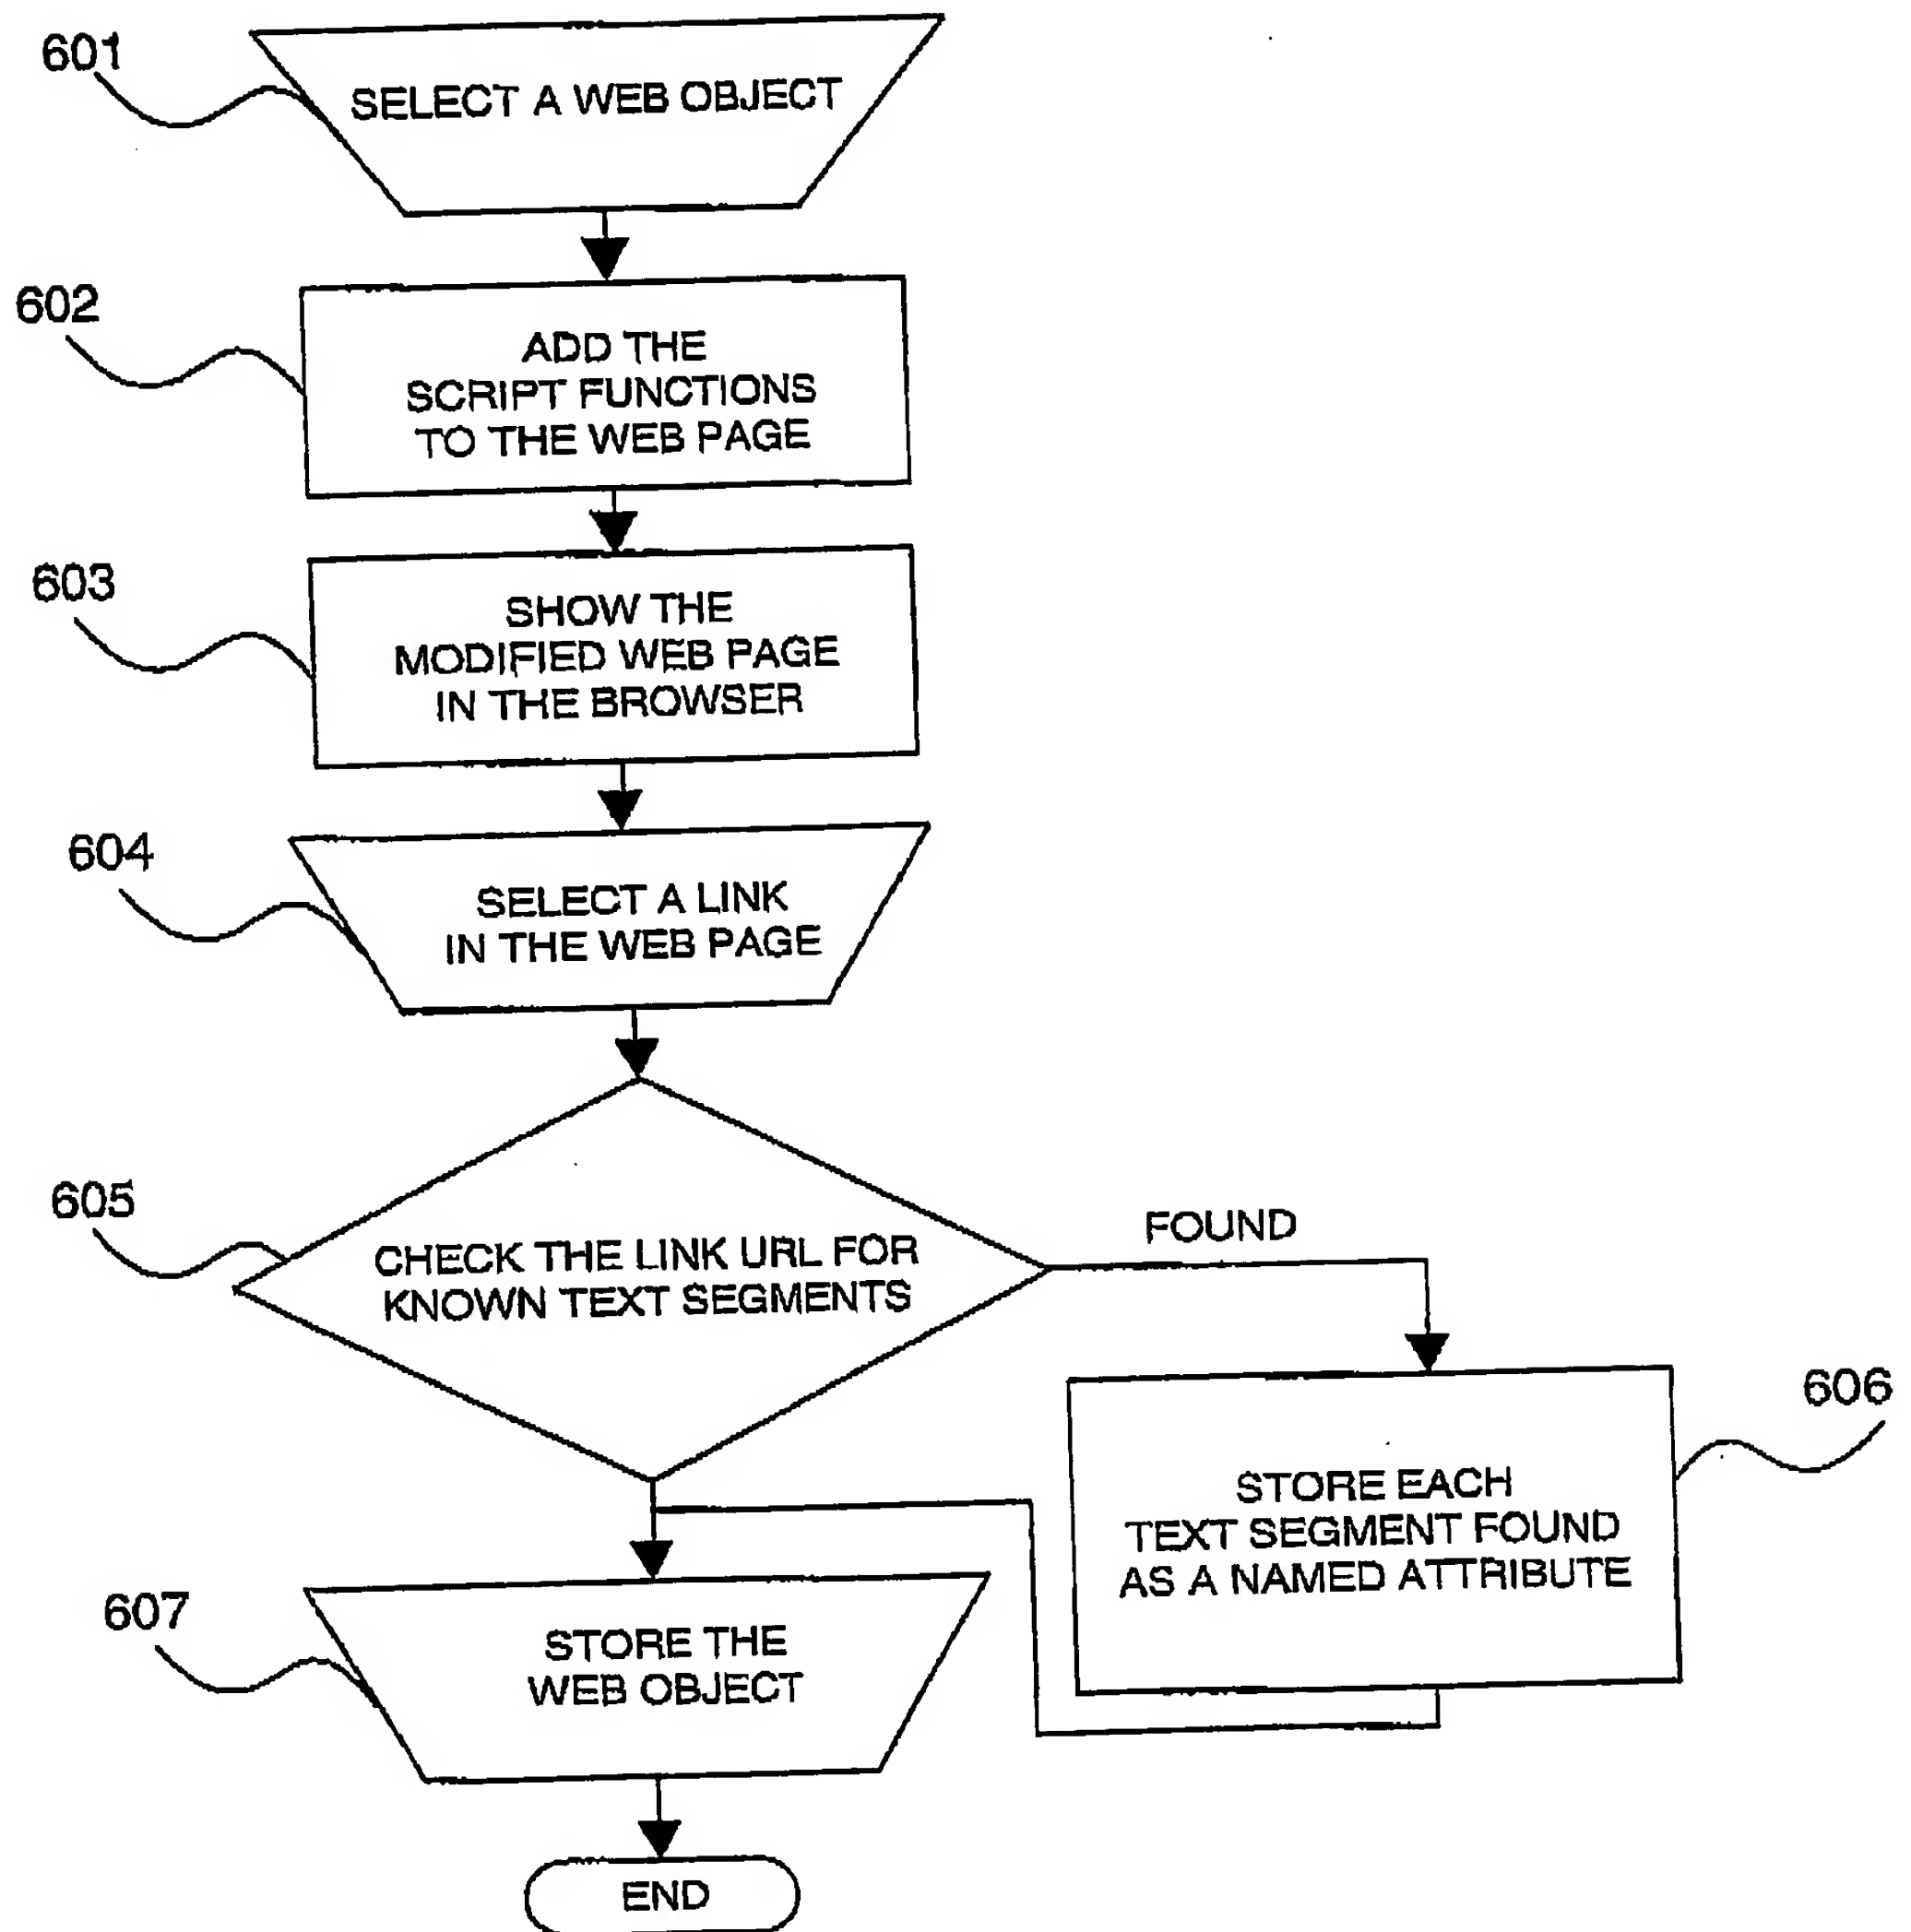 601
SELECT A WEB OBJECT
602
ADD THE
SCRIPT FUNCTIONS
TO THE WEB PAGE
603
SHOW THE
MODIFIED WEB PAGE
IN THE BROWSER
604
SELECT A LINK
IN THE WEB PAGE
605
CHECK THE LINK URL FOR
KNOWN TEXT SEGMENTS
FOUND
606
STORE EACH
TEXT SEGMENT FOUND
AS A NAMED ATTRIBUTE
607
STORE THE
WEB OBJECT
END